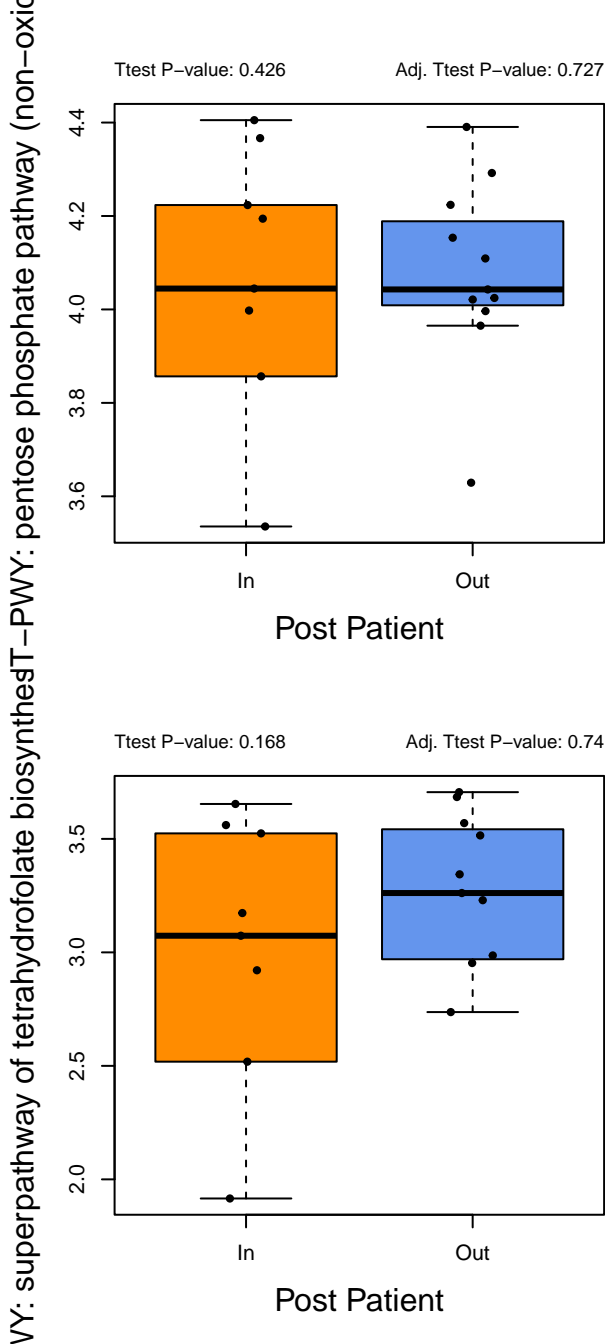 Ttest P−value: 0.426
Adj. Ttest P−value: 0.727
T−PWY: pentose phosphate pathway (non−oxid
4.4
4.2
4.0
3.8
3.6
In
Out
Post Patient
Ttest P−value: 0.168
Adj. Ttest P−value: 0.74
WY: superpathway of tetrahydrofolate biosynthes
3.5
3.0
2.5
2.0
In
Out
Post Patient